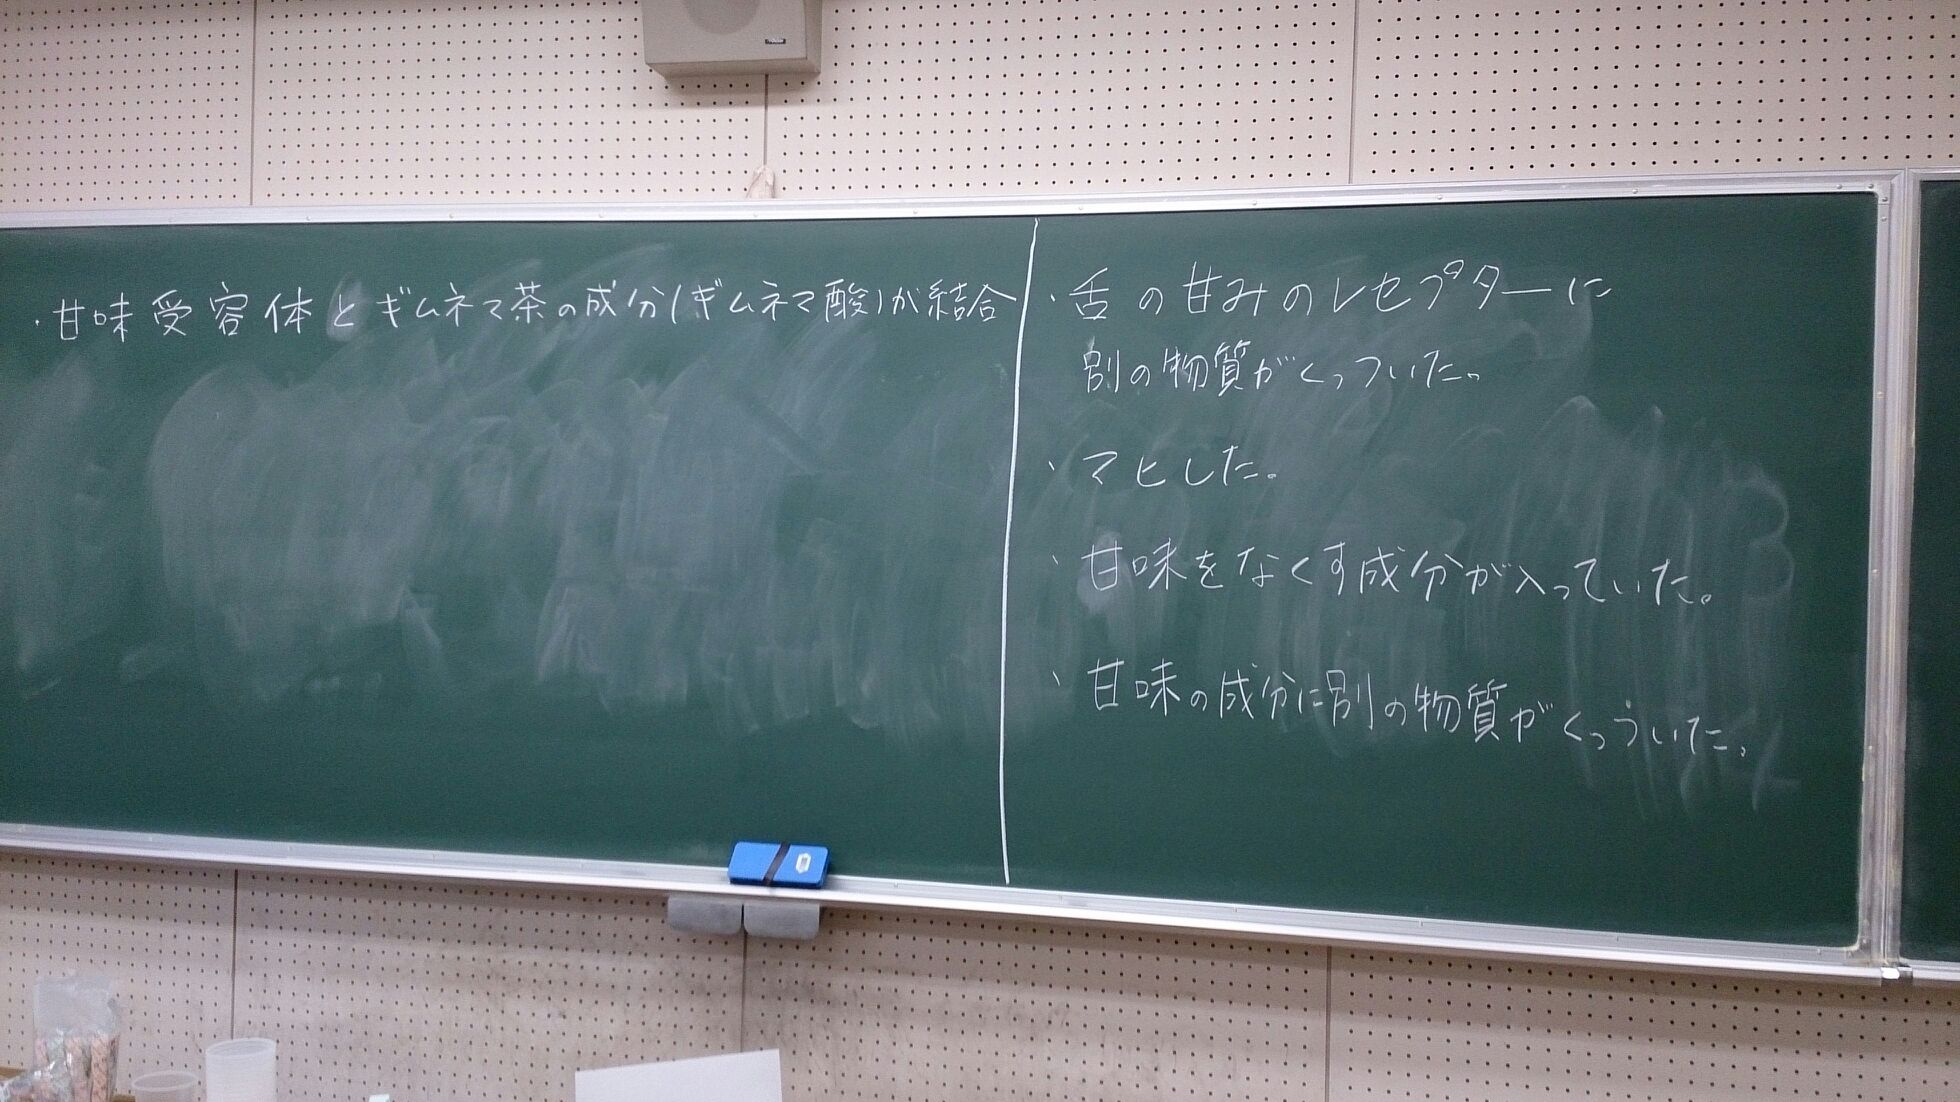 ・甘味受容体とギムネマ茶の成分(ギムネマ酸)が結合
・舌の甘みのレセプターに
別の物質がくっついた。
・マヒした。
・甘味をなくす成分が入っていた。
・甘味の成分に別の物質がくっついた。